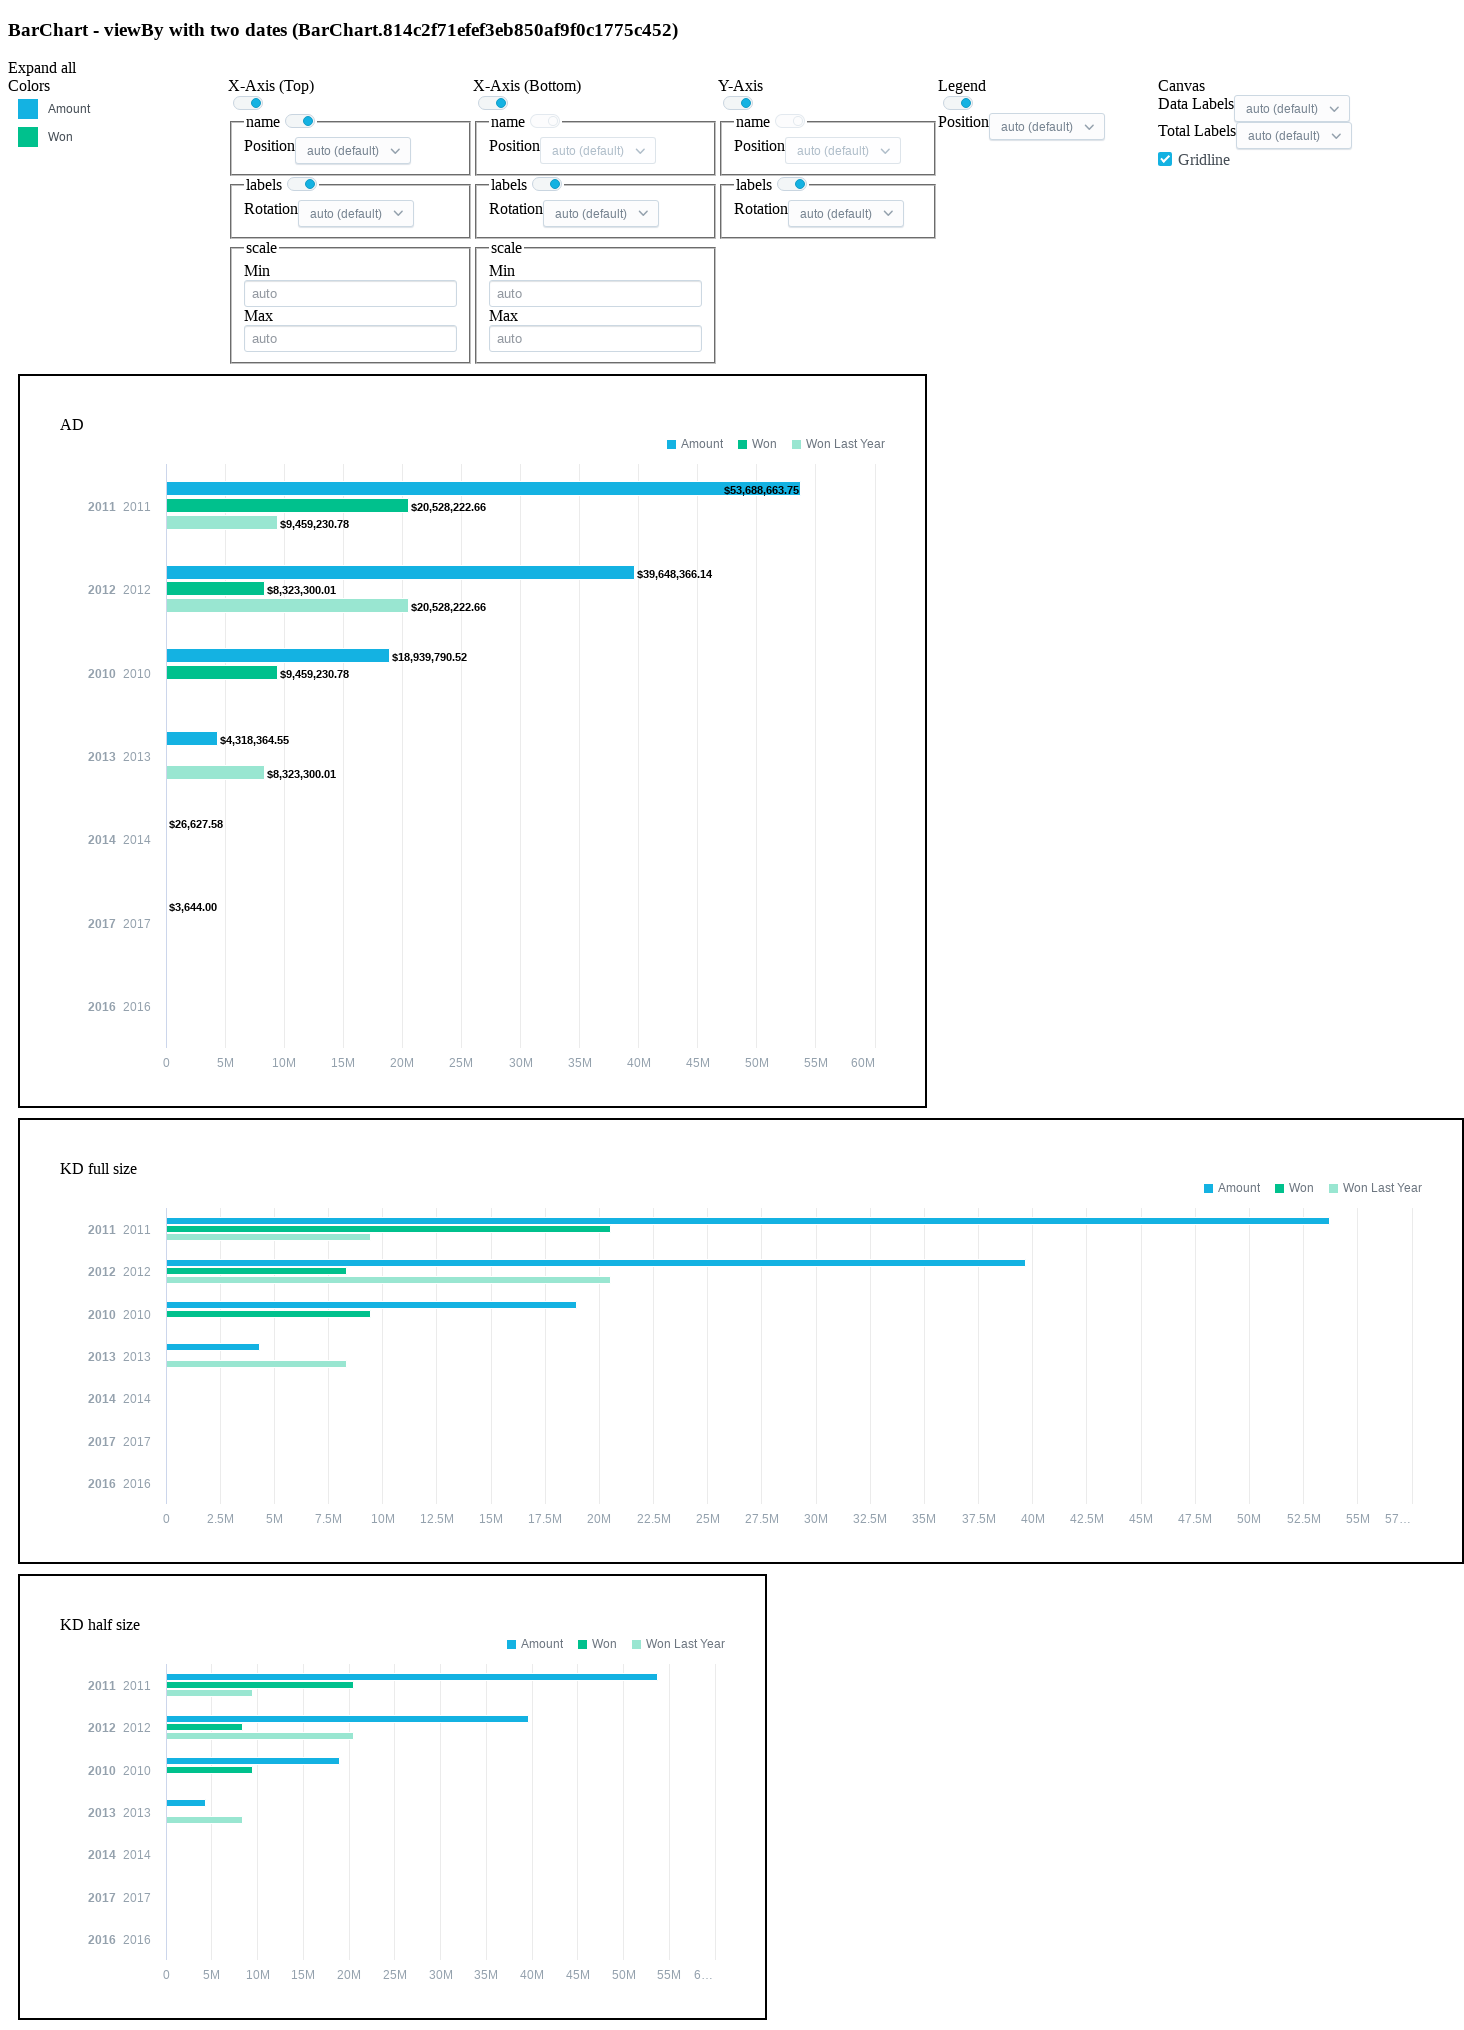 BarChart - viewBy with two dates (BarChart.814c2f71efef3eb850af9f0c1775c452)
Expand all
Colors
Amount
Won
X-Axis (Top)
name
Position auto (default)
labels
Rotation auto (default)
scale
Min
auto
Max
auto
X-Axis (Bottom)
name
Position auto (default)
labels
Rotation auto (default)
scale
Min
auto
Max
auto
Y-Axis
name
Position auto (default)
labels
Rotation auto (default)
Legend
Position auto (default)
Canvas
Data Labels auto (default)
Total Labels auto (default)
Gridline
AD
Amount Won Won Last Year
$53,688,663.75
2011 2011 $20,528,222.66
$9,459,230.78
$39,648,366.14
2012 2012 $8,323,300.01
$20,528,222.66
$18,939,790.52
2010 2010 $9,459,230.78
$4,318,364.55
2013 2013
$8,323,300.01
$26,627.58
2014 2014
$3,644.00
2017 2017
2016 2016
0 5M 10M 15M 20M 25M 30M 35M 40M 45M 50M 55M 60M
KD full size
Amount Won Won Last Year
2011 2011
2012 2012
2010 2010
2013 2013
2014 2014
2017 2017
2016 2016
0 2.5M 5M 7.5M 10M 12.5M 15M 17.5M 20M 22.5M 25M 27.5M 30M 32.5M 35M 37.5M 40M 42.5M 45M 47.5M 50M 52.5M 55M 57…
KD half size
Amount Won Won Last Year
2011 2011
2012 2012
2010 2010
2013 2013
2014 2014
2017 2017
2016 2016
0 5M 10M 15M 20M 25M 30M 35M 40M 45M 50M 55M 6…